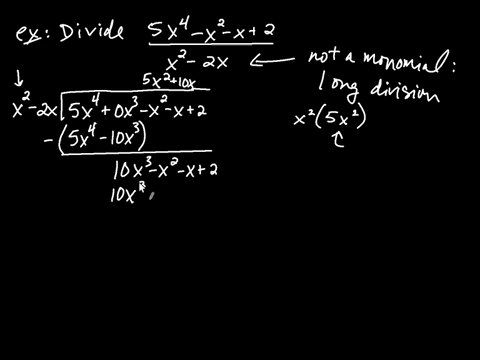 ex: Divide 5x⁴-x²-x+2
x²-2x ← not a monomial:
long division
5x²+10x
↓
x²-2x 5x⁴+0x³-x²-x+2
x²(5x²)
-(5x⁴-10x³)
↑
10x³-x²-x+2
10x³